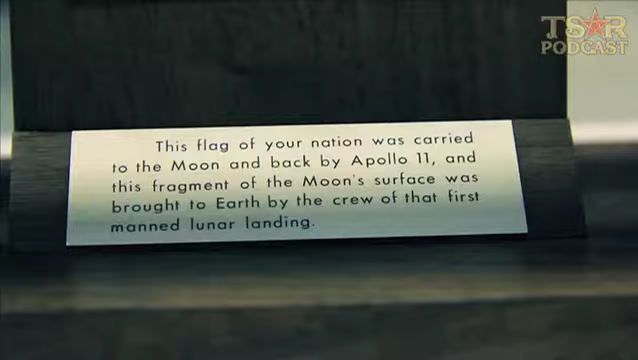 TSAR
PODCAST
This flag of your nation was carried
to the Moon and back by Apollo 11, and
this fragment of the Moon's surface was
brought to Earth by the crew of that first
manned lunar landing.